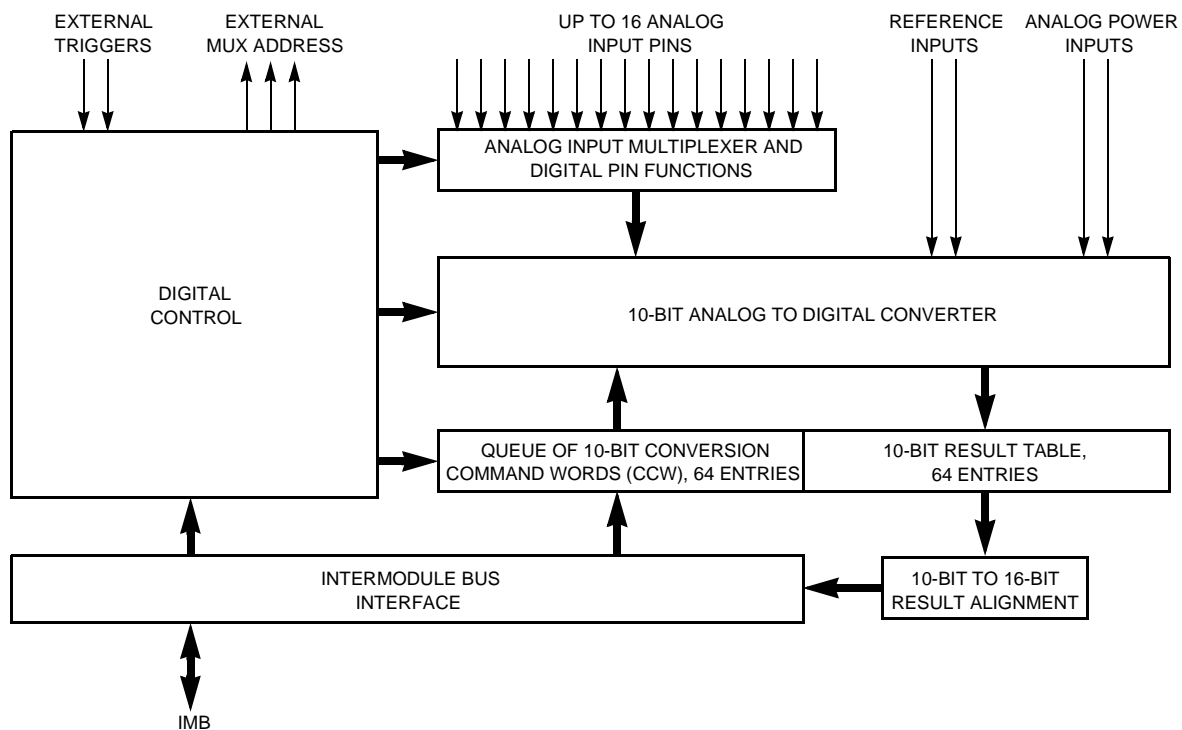 EXTERNAL
TRIGGERS
EXTERNAL
MUX ADDRESS
UP TO 16 ANALOG
INPUT PINS
REFERENCE
INPUTS
ANALOG POWER
INPUTS
ANALOG INPUT MULTIPLEXER AND
DIGITAL PIN FUNCTIONS
DIGITAL
CONTROL
10-BIT ANALOG TO DIGITAL CONVERTER
QUEUE OF 10-BIT CONVERSION
COMMAND WORDS (CCW), 64 ENTRIES
10-BIT RESULT TABLE,
64 ENTRIES
INTERMODULE BUS
INTERFACE
10-BIT TO 16-BIT
RESULT ALIGNMENT
IMB